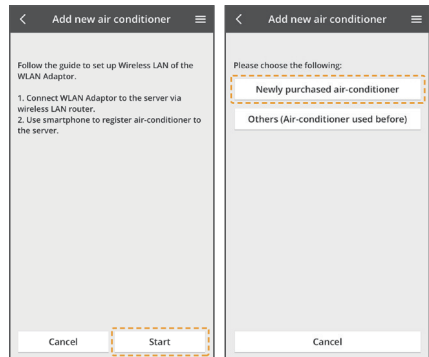 Add new air conditioner
Follow the guide to set up Wireless LAN of the
WLAN Adaptor.
1. Connect WLAN Adaptor to the server via
wireless LAN router.
2. Use smartphone to register air-conditioner to
the server.
Cancel
Start
Add new air conditioner
Please choose the following:
Newly purchased air-conditioner
Others (Air-conditioner used before)
Cancel